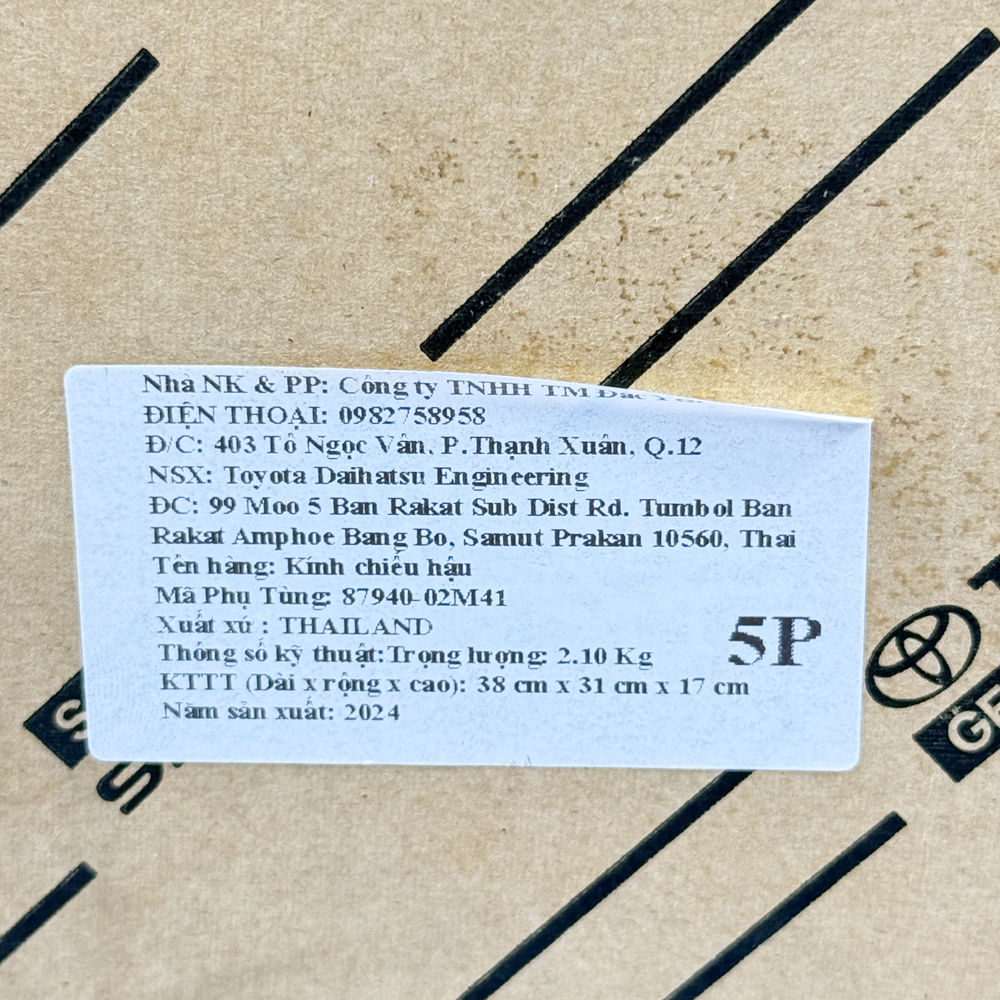 Nhà NK & PP: Công ty TNHH TM
ĐIỆN THOẠI: 0982758958
Đ/C: 403 Tô Ngọc Vân, P.Thạnh Xuân, Q.12
NSX: Toyota Daihatsu Engineering
ĐC: 99 Moo 5 Ban Rakat Sub Dist Rd. Tumbol Ban
Rakat Amphoe Bang Bo, Samut Prakan 10560, Thai
Tên hàng: Kính chiếu hậu
Mã Phụ Tùng: 87940-02M41
Xuất xứ : THAILAND
5P
Thông số kỹ thuật:Trọng lượng: 2.10 Kg
KTTT (Dài x rộng x cao): 38 cm x 31 cm x 17 cm
Năm sản xuất: 2024